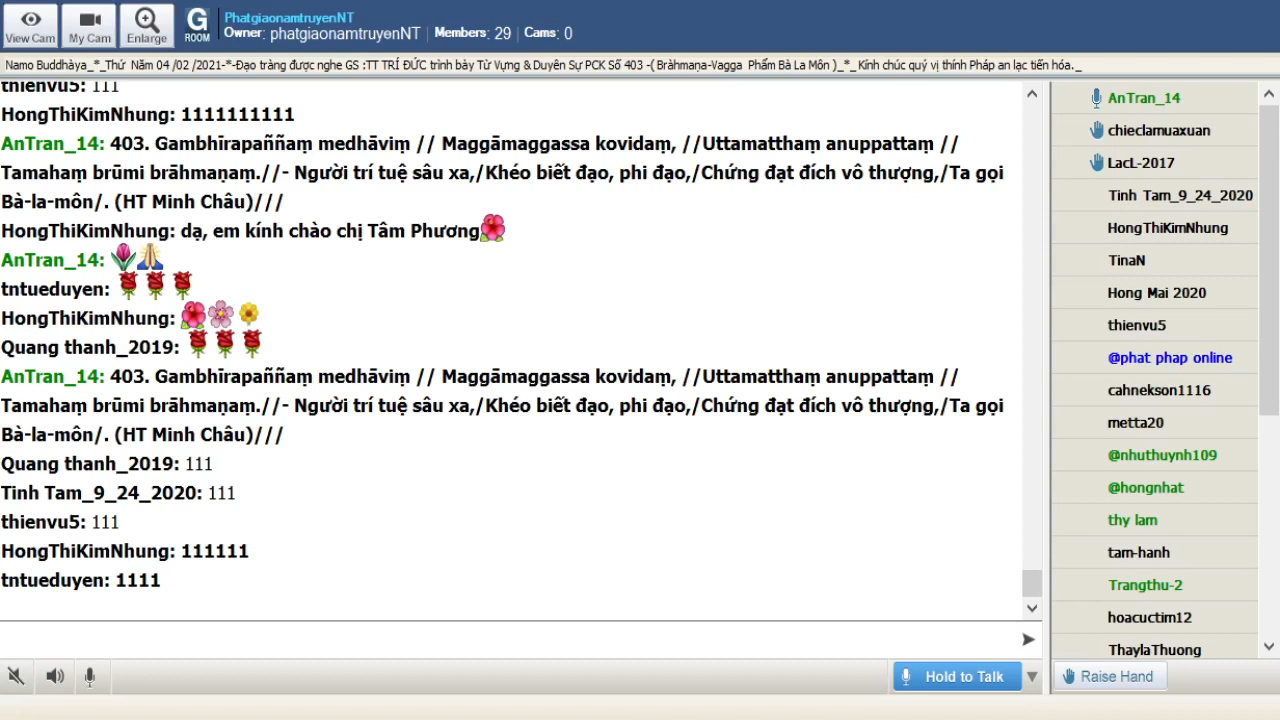 View Cam
My Cam
Enlarge
G
ROOM
PhatgiaonamtruyenNT
Owner: phatgiaonamtruyenNT | Members: 29 | Cams: 0
Namo Buddhàya_*_Thứ Năm 04 /02 /2021-*-Đạo tràng được nghe GS :TT TRÍ ĐỨC trình bày Từ Vựng & Duyên Sự PCK Số 403 -( Bràhmaṇa-Vagga Phẩm Bà La Môn )_*_ Kính chúc quý vị thính Pháp an lạc tiến hóa._
thienvu5: 111
HongThiKimNhung: 1111111111
AnTran_14: 403. Gambhīrapaññaṃ medhāviṃ // Maggāmaggassa kovidaṃ, //Uttamatthaṃ anuppattaṃ //
Tamahaṃ brūmi brāhmaṇaṃ.//- Người trí tuệ sâu xa,/Khéo biết đạo, phi đạo,/Chứng đạt đích vô thượng,/Ta gọi
Bà-la-môn/. (HT Minh Châu)///
HongThiKimNhung: dạ, em kính chào chị Tâm Phương
AnTran_14:
tntueduyen:
HongThiKimNhung:
Quang thanh_2019:
AnTran_14: 403. Gambhīrapaññaṃ medhāviṃ // Maggāmaggassa kovidaṃ, //Uttamatthaṃ anuppattaṃ //
Tamahaṃ brūmi brāhmaṇaṃ.//- Người trí tuệ sâu xa,/Khéo biết đạo, phi đạo,/Chứng đạt đích vô thượng,/Ta gọi
Bà-la-môn/. (HT Minh Châu)///
Quang thanh_2019: 111
Tinh Tam_9_24_2020: 111
thienvu5: 111
HongThiKimNhung: 111111
tntueduyen: 1111
Hold to Talk
AnTran_14
chieclamuaxuan
LacL-2017
Tinh Tam_9_24_2020
HongThiKimNhung
TinaN
Hong Mai 2020
thienvu5
@phat phap online
cahnekson1116
metta20
@nhuthuynh109
@hongnhat
thy lam
tam-hanh
Trangthu-2
hoacuctim12
ThaylaThuong
Raise Hand